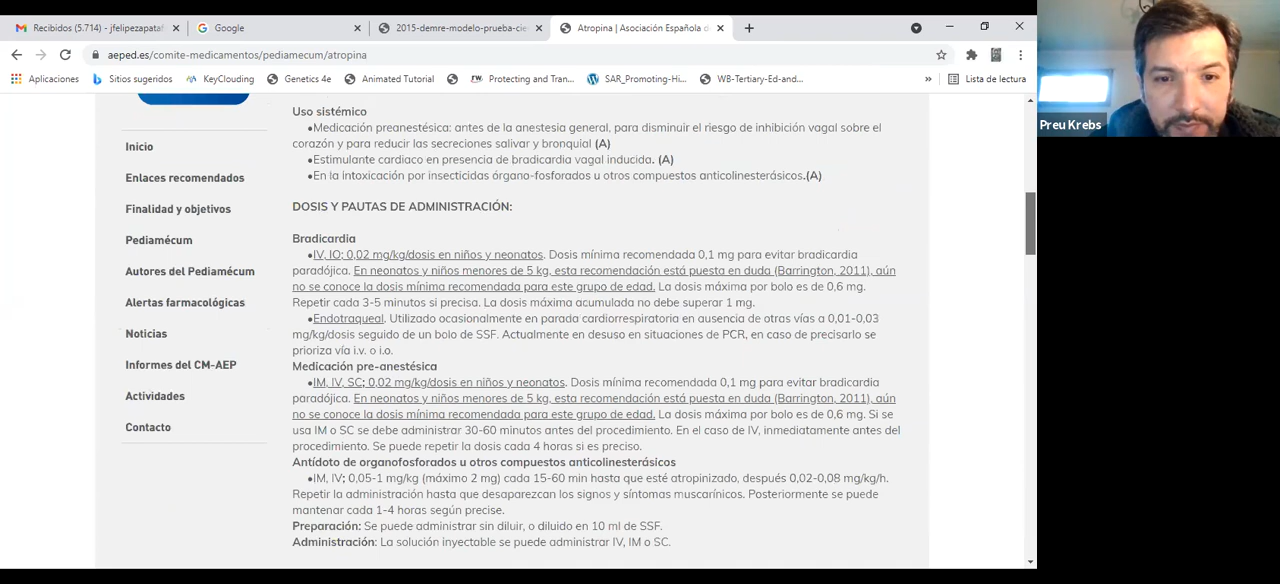 Recibidos (5.714) - jfelipezapata
Google
2015-demre-modelo-prueba-cie
Atropina | Asociación Española d
aeped.es/comite-medicamentos/pediamecum/atropina
Aplicaciones
Sitios sugeridos
KeyClouding
Genetics 4e
Animated Tutorial
Protecting and Tran...
SAR_Promoting-Hi...
WB-Tertiary-Ed-and...
»
Lista de lectura
Preu Krebs
Inicio
Enlaces recomendados
Finalidad y objetivos
Pediamécum
Autores del Pediamécum
Alertas farmacológicas
Noticias
Informes del CM-AEP
Actividades
Contacto
Uso sistémico
•Medicación preanestésica: antes de la anestesia general, para disminuir el riesgo de inhibición vagal sobre el
corazón y para reducir las secreciones salivar y bronquial (A)
•Estimulante cardiaco en presencia de bradicardia vagal inducida. (A)
•En la intoxicación por insecticidas órgana-fosforados u otros compuestos anticolinesterásicos.(A)
DOSIS Y PAUTAS DE ADMINISTRACIÓN:
Bradicardia
•IV, IO; 0,02 mg/kg/dosis en niños y neonatos. Dosis mínima recomendada 0,1 mg para evitar bradicardia
paradójica. En neonatos y niños menores de 5 kg, esta recomendación está puesta en duda (Barrington, 2011), aún
no se conoce la dosis mínima recomendada para este grupo de edad. La dosis máxima por bolo es de 0,6 mg.
Repetir cada 3-5 minutos si precisa. La dosis máxima acumulada no debe superar 1 mg.
•Endotraqueal. Utilizado ocasionalmente en parada cardiorrespiratoria en ausencia de otras vías a 0,01-0,03
mg/kg/dosis seguido de un bolo de SSF. Actualmente en desuso en situaciones de PCR, en caso de precisarlo se
prioriza vía i.v. o i.o.
Medicación pre-anestésica
•IM, IV, SC; 0,02 mg/kg/dosis en niños y neonatos. Dosis mínima recomendada 0,1 mg para evitar bradicardia
paradójica. En neonatos y niños menores de 5 kg, esta recomendación está puesta en duda (Barrington, 2011), aún
no se conoce la dosis mínima recomendada para este grupo de edad. La dosis máxima por bolo es de 0,6 mg. Si se
usa IM o SC se debe administrar 30-60 minutos antes del procedimiento. En el caso de IV, inmediatamente antes del
procedimiento. Se puede repetir la dosis cada 4 horas si es preciso.
Antídoto de organofosforados u otros compuestos anticolinesterásicos
•IM, IV: 0,05-1 mg/kg (máximo 2 mg) cada 15-60 min hasta que esté atropinizado, después 0,02-0,08 mg/kg/h.
Repetir la administración hasta que desaparezcan los signos y síntomas muscarínicos. Posteriormente se puede
mantener cada 1-4 horas según precise.
Preparación: Se puede administrar sin diluir, o diluido en 10 ml de SSF.
Administración: La solución inyectable se puede administrar IV, IM o SC.